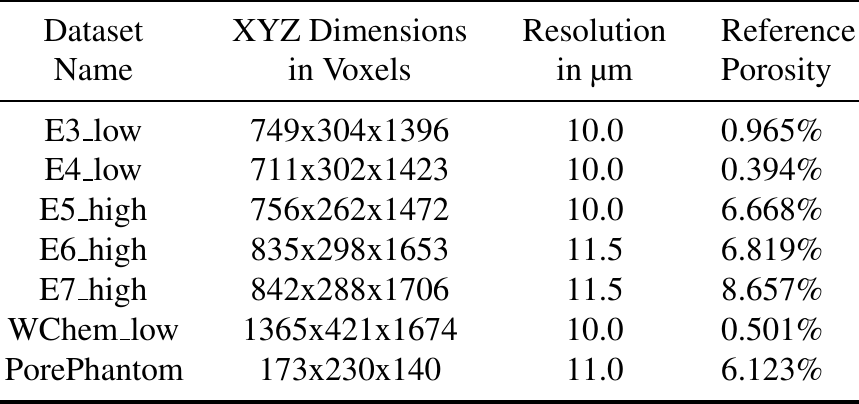 Dataset Name XYZ Dimensions in Voxels Resolution in µm Reference Porosity
E3_low 749x304x1396 10.0 0.965%
E4_low 711x302x1423 10.0 0.394%
E5_high 756x262x1472 10.0 6.668%
E6_high 835x298x1653 11.5 6.819%
E7_high 842x288x1706 11.5 8.657%
WChem_low 1365x421x1674 10.0 0.501%
PorePhantom 173x230x140 11.0 6.123%